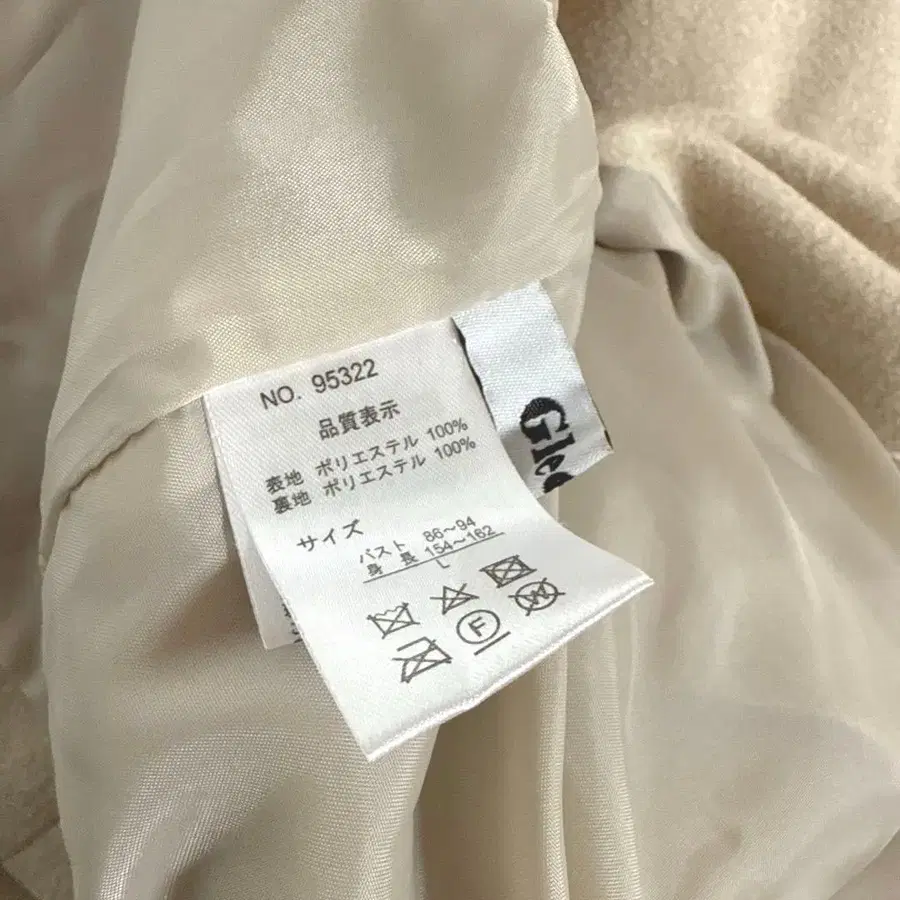 NO. 95322
品質表示
表地 ポリエステル 100%
裏地 ポリエステル 100%
サイズ
バスト 86～94
身長 154～162
L
F
W